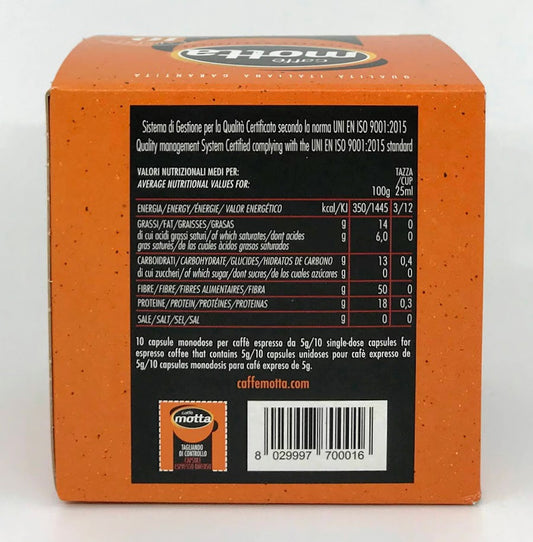 caffè
motta
QUALITÀ ITALIANA GARANTITA
Sistema di Gestione per la Qualità Certificato secondo la norma UNI EN ISO 9001:2015
Quality management System Certified complying with the UNI EN ISO 9001:2015 standard
VALORI NUTRIZIONALI MEDI PER:
AVERAGE NUTRITIONAL VALUES FOR:
100g
TAZZA
/CUP
25ml
ENERGIA/ENERGY/ÉNERGIE/ VALOR ENERGÉTICO kcal/KJ 350/1445 3/12
GRASSI/FAT/GRAISSES/GRASAS g 14 0
di cui acidi grassi saturi/of which saturates/dont acides g 6,0 0
gras saturés/de las cuales àcidos grasos saturados
CARBOIDRATI/CARBOHYDRATE/GLUCIDES/HIDRATOS DE CARBONO g 13 0,4
di cui zuccheri/of which sugar/dont sucres/de los cuales azúcares g 0 0
FIBRE/FIBRE/FIBRES ALIMENTAIRES/FIBRA g 50 0
PROTEINE/PROTEIN/PROTÉINES/PROTEINAS g 18 0,3
SALE/SALT/SEL/SAL g 0 0
10 capsule monodose per caffè espresso da 5g/10 single-dose capsules for
espresso coffee that contains 5g/10 capsules unidoses pour café expresso de
5g/10 capsulas monodosis para café expreso de 5g.
caffemotta.com
caffè
motta
TAGLIANDO
DI CONTROLLO
CAPSULE
8 029997 700016